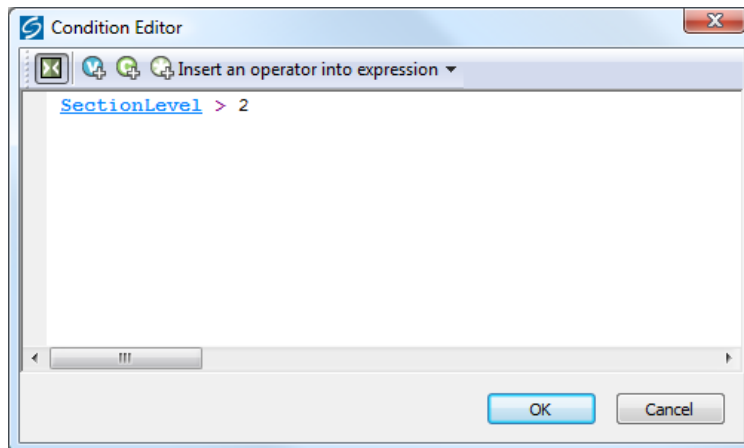 Condition Editor
Insert an operator into expression
SectionLevel > 2
OK
Cancel